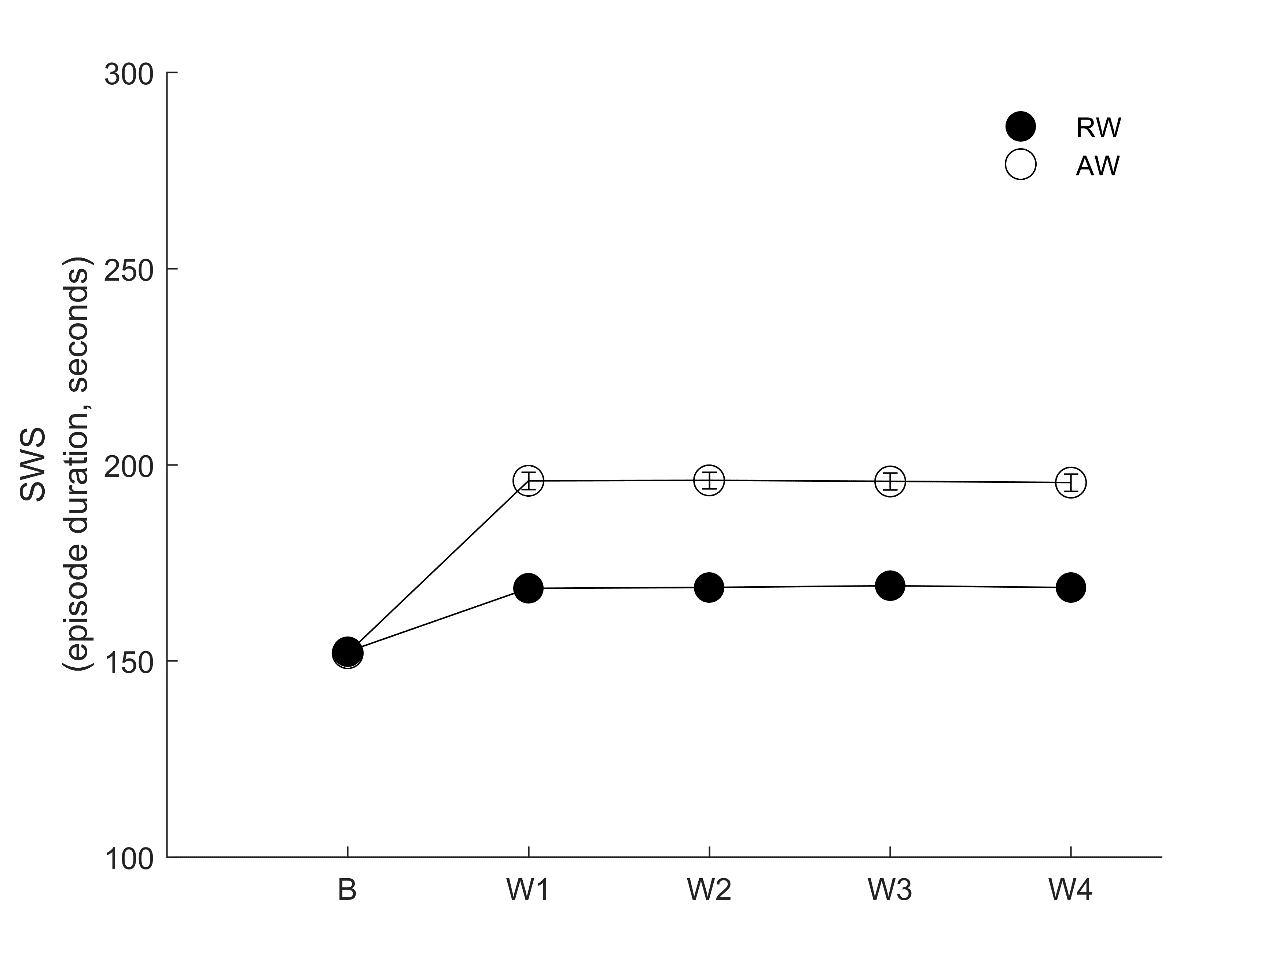 300
250
200
150
100
SWS
(episode duration, seconds)
RW
AW
B W1 W2 W3 W4